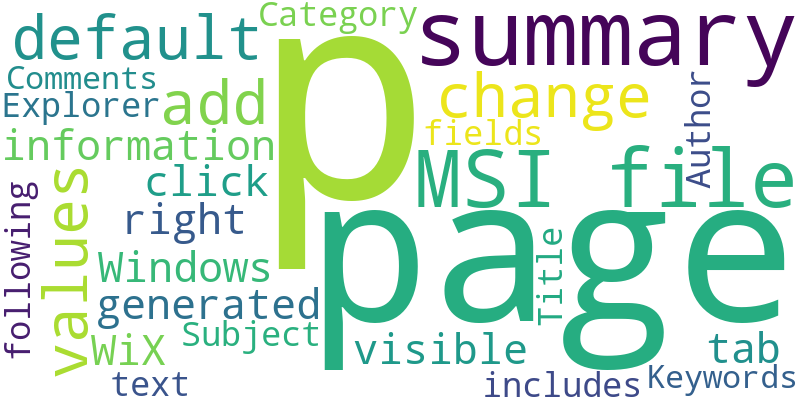 Category
summary
default
p
Comments
Explorer
add
change
fields
Author
information
MSI file
click
values
right
following
page
Title
Windows
generated
Subject
WiX
visible
tab
text
includes
Keywords